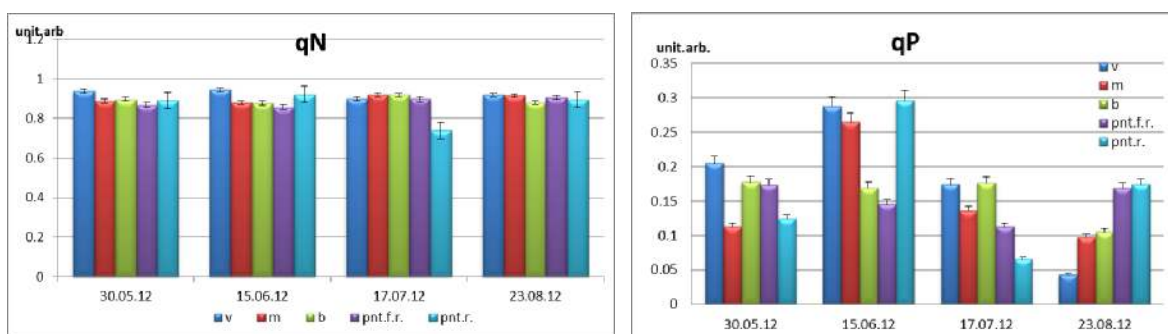 unit.arb
qN
1.2
1
0.8
0.6
0.4
0.2
0
30.05.12 15.06.12 17.07.12 23.08.12
v m b pnt.f.r. pnt.r.
qP
unit.arb.
0.35
0.3
0.25
0.2
0.15
0.1
0.05
0
v
m
b
pnt.f.r.
pnt.r.
30.05.12 15.06.12 17.07.12 23.08.12